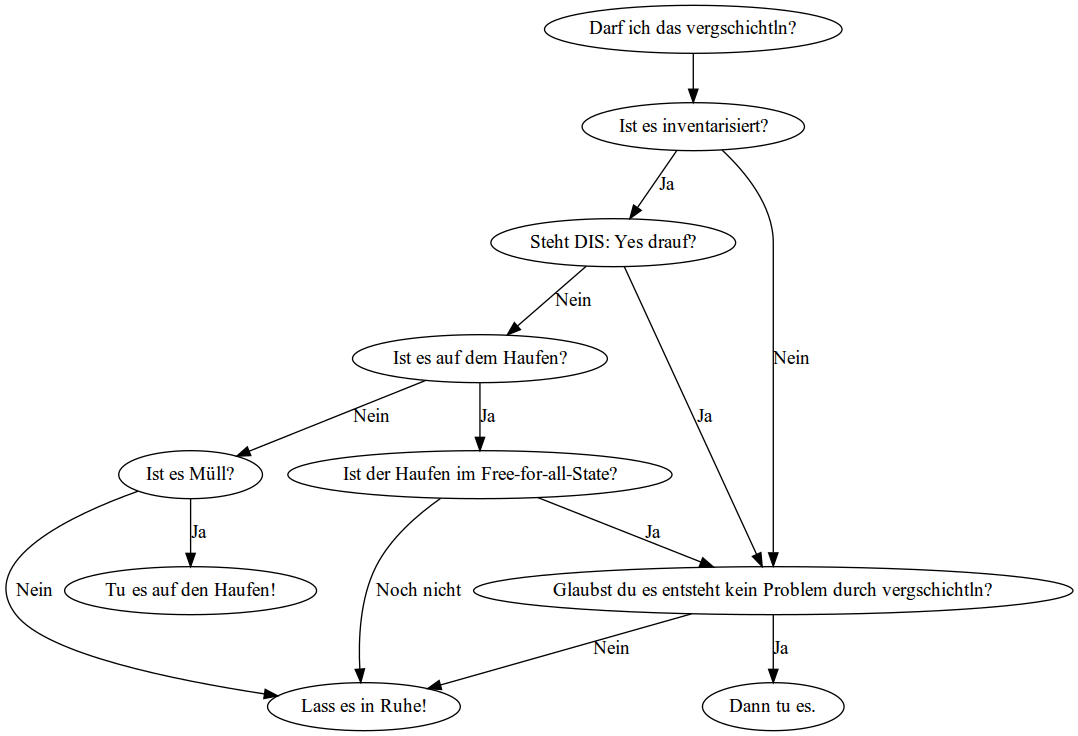 Darf ich das vergschichtln?
Ist es inventarisiert?
Ja
Steht DIS: Yes drauf?
Nein
Ist es auf dem Haufen?
Nein
Nein
Ja
Ja
Ist es Müll?
Ist der Haufen im Free-for-all-State?
Ja
Ja
Nein
Tu es auf den Haufen!
Noch nicht
Glaubst du es entsteht kein Problem durch vergschichtln?
Nein
Ja
Lass es in Ruhe!
Dann tu es.